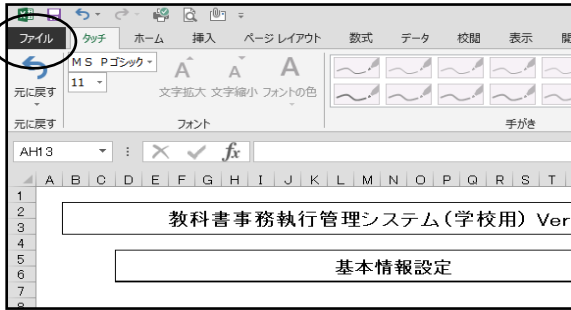 ファイル タッチ ホーム 挿入 ページ レイアウト 数式 データ 校閲 表示
MS Pゴシック
11
元に戻す 文字拡大 文字縮小 フォントの色
元に戻す フォント 手がき
AH13 fx
A B C D E F G H I J K L M N O P Q R S T
1
2
教科書事務執行管理システム(学校用) Ver
3
4
5
基本情報設定
6
7